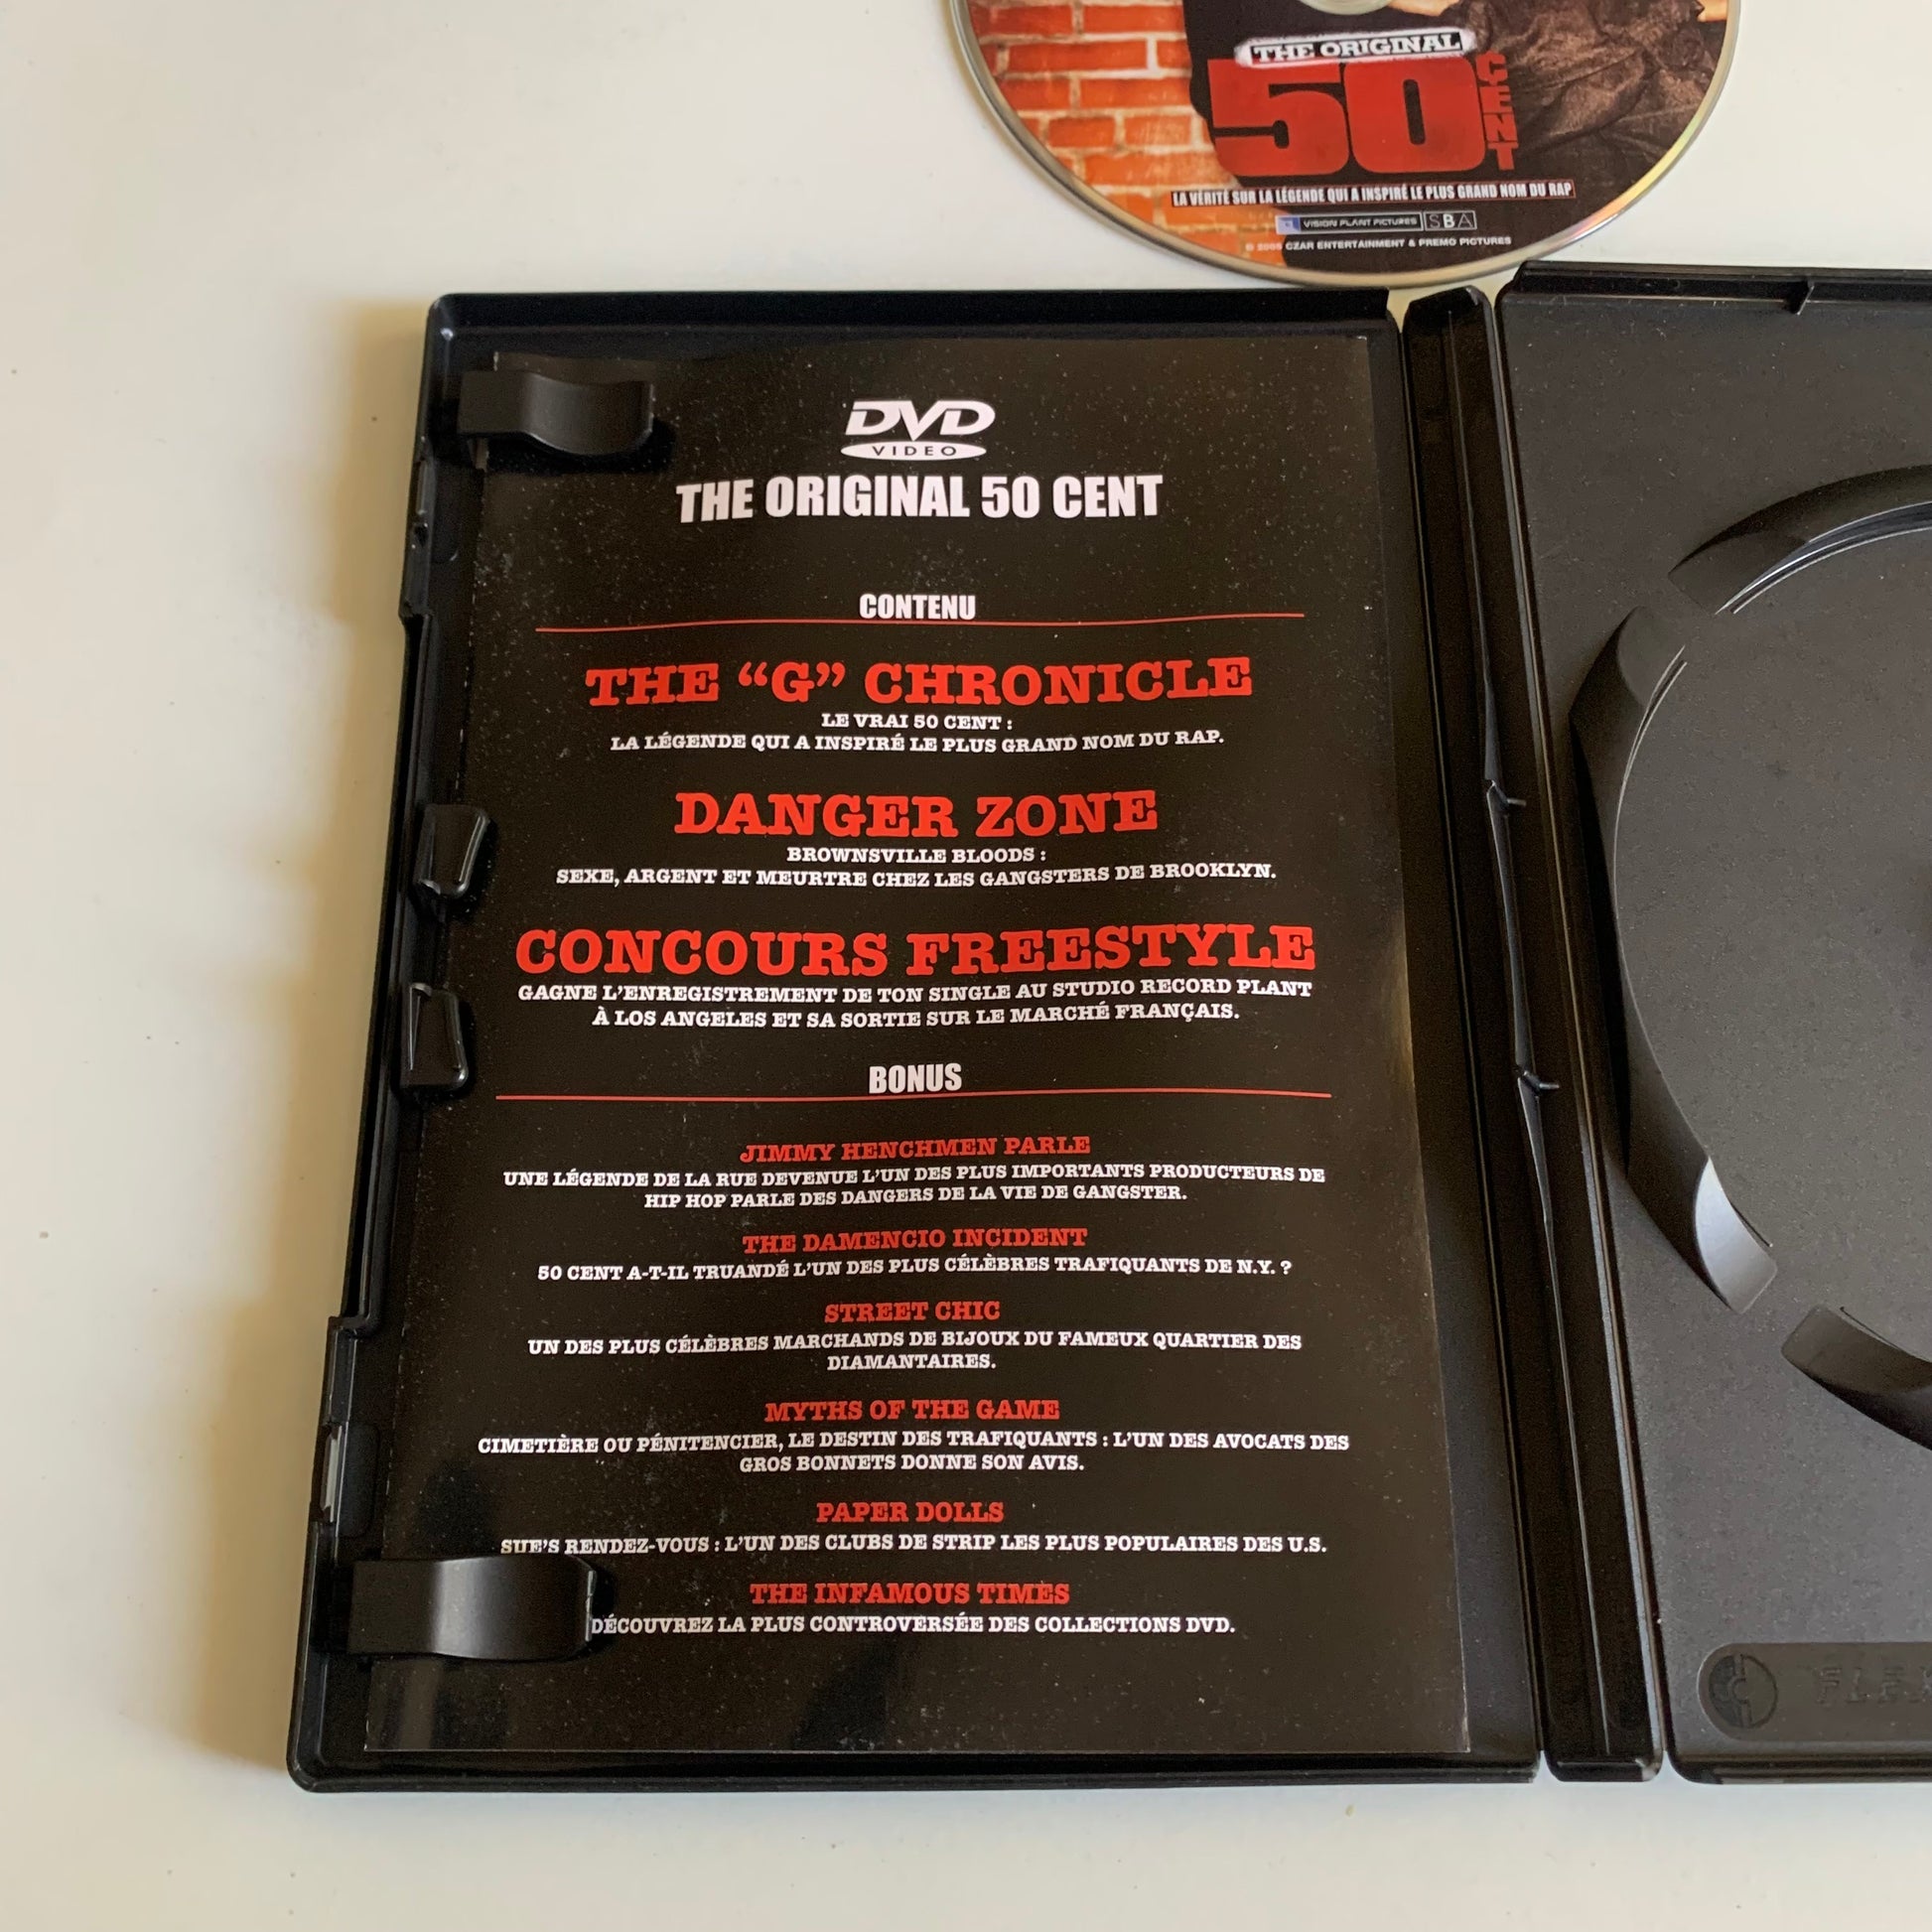 THE ORIGINAL
50
CENT
LA VÉRITÉ SUR LA LÉGENDE QUI A INSPIRÉ LE PLUS GRAND NOM DU RAP
VISION PLANT PICTURES SBA
© 2005 CZAR ENTERTAINMENT & PREMO PICTURES
DVD
VIDEO
THE ORIGINAL 50 CENT
CONTENU
THE “G” CHRONICLE
LE VRAI 50 CENT :
LA LÉGENDE QUI A INSPIRÉ LE PLUS GRAND NOM DU RAP.
DANGER ZONE
BROWNSVILLE BLOODS :
SEXE, ARGENT ET MEURTRE CHEZ LES GANGSTERS DE BROOKLYN.
CONCOURS FREESTYLE
GAGNE L’ENREGISTREMENT DE TON SINGLE AU STUDIO RECORD PLANT
À LOS ANGELES ET SA SORTIE SUR LE MARCHÉ FRANÇAIS.
BONUS
JIMMY HENCHMEN PARLE
UNE LÉGENDE DE LA RUE DEVENUE L’UN DES PLUS IMPORTANTS PRODUCTEURS DE
HIP HOP PARLE DES DANGERS DE LA VIE DE GANGSTER.
THE DAMENCIO INCIDENT
50 CENT A-T-IL TRUANDÉ L’UN DES PLUS CÉLÈBRES TRAFIQUANTS DE N.Y. ?
STREET CHIC
UN DES PLUS CÉLÈBRES MARCHANDS DE BIJOUX DU FAMEUX QUARTIER DES
DIAMANTAIRES.
MYTHS OF THE GAME
CIMETIÈRE OU PÉNITENCIER, LE DESTIN DES TRAFIQUANTS : L’UN DES AVOCATS DES
GROS BONNETS DONNE SON AVIS.
PAPER DOLLS
SUE’S RENDEZ-VOUS : L’UN DES CLUBS DE STRIP LES PLUS POPULAIRES DES U.S.
THE INFAMOUS TIMES
DÉCOUVREZ LA PLUS CONTROVERSÉE DES COLLECTIONS DVD.